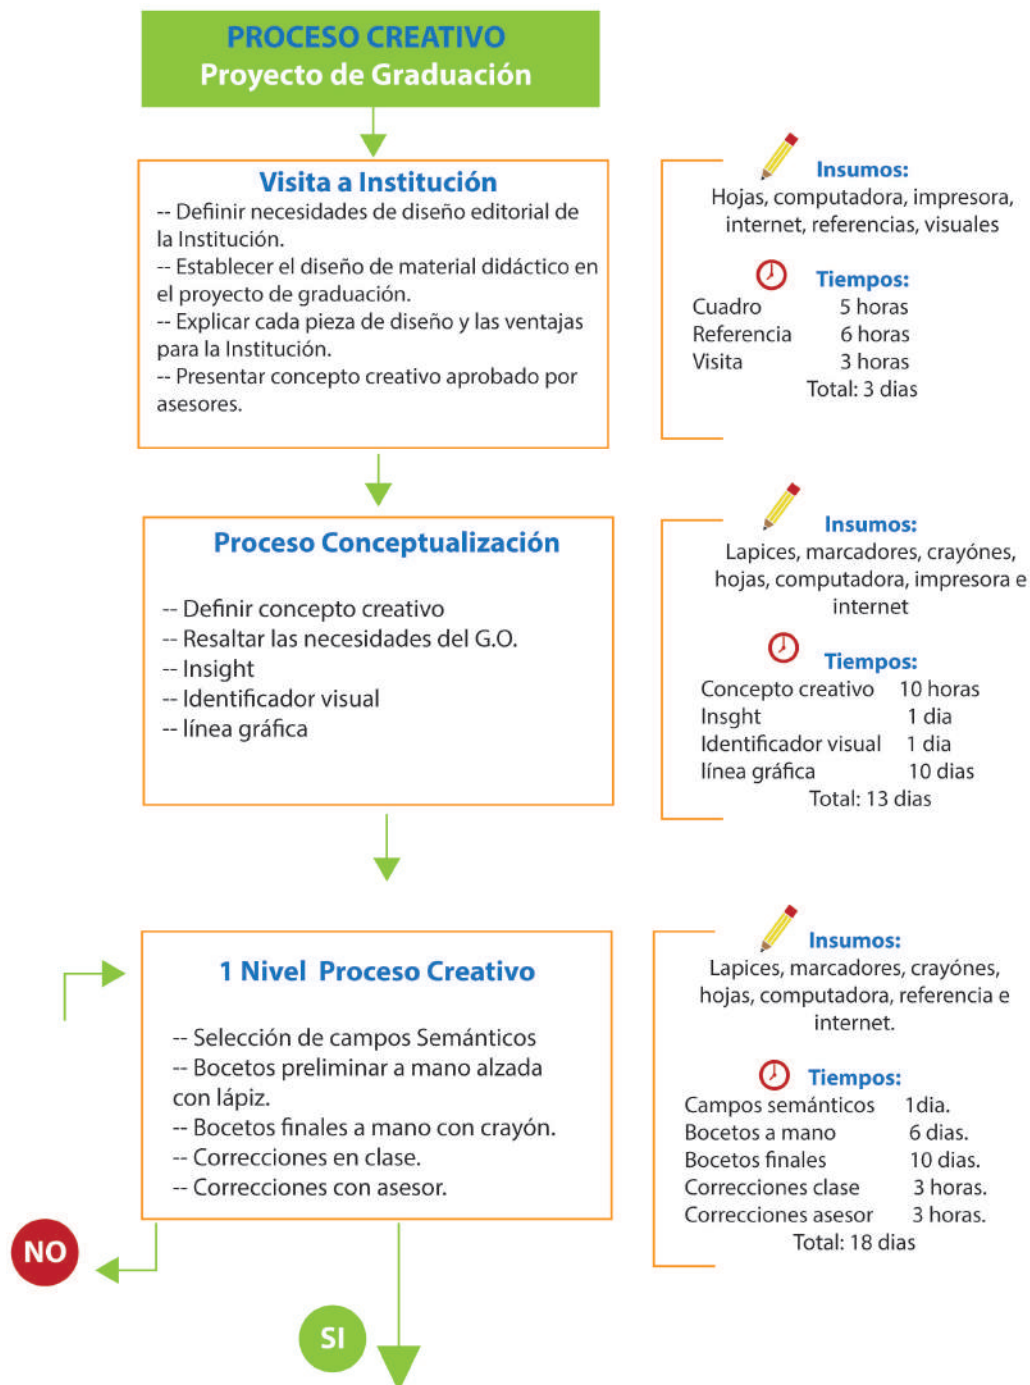 PROCESO CREATIVO
Proyecto de Graduación
Visita a Institución
-- Defiinir necesidades de diseño editorial de
la Institución.
-- Establecer el diseño de material didáctico en
el proyecto de graduación.
-- Explicar cada pieza de diseño y las ventajas
para la Institución.
-- Presentar concepto creativo aprobado por
asesores.
Insumos:
Hojas, computadora, impresora,
internet, referencias, visuales
Tiempos:
Cuadro 5 horas
Referencia 6 horas
Visita 3 horas
Total: 3 dias
Proceso Conceptualización
-- Definir concepto creativo
-- Resaltar las necesidades del G.O.
-- Insight
-- Identificador visual
-- línea gráfica
Insumos:
Lapices, marcadores, crayónes,
hojas, computadora, impresora e
internet
Tiempos:
Concepto creativo 10 horas
Insght 1 dia
Identificador visual 1 dia
línea gráfica 10 dias
Total: 13 dias
1 Nivel Proceso Creativo
-- Selección de campos Semánticos
-- Bocetos preliminar a mano alzada
con lápiz.
-- Bocetos finales a mano con crayón.
-- Correcciones en clase.
-- Correcciones con asesor.
Insumos:
Lapices, marcadores, crayónes,
hojas, computadora, referencia e
internet.
Tiempos:
Campos semánticos 1dia.
Bocetos a mano 6 dias.
Bocetos finales 10 dias.
Correcciones clase 3 horas.
Correcciones asesor 3 horas.
Total: 18 dias
NO
SI